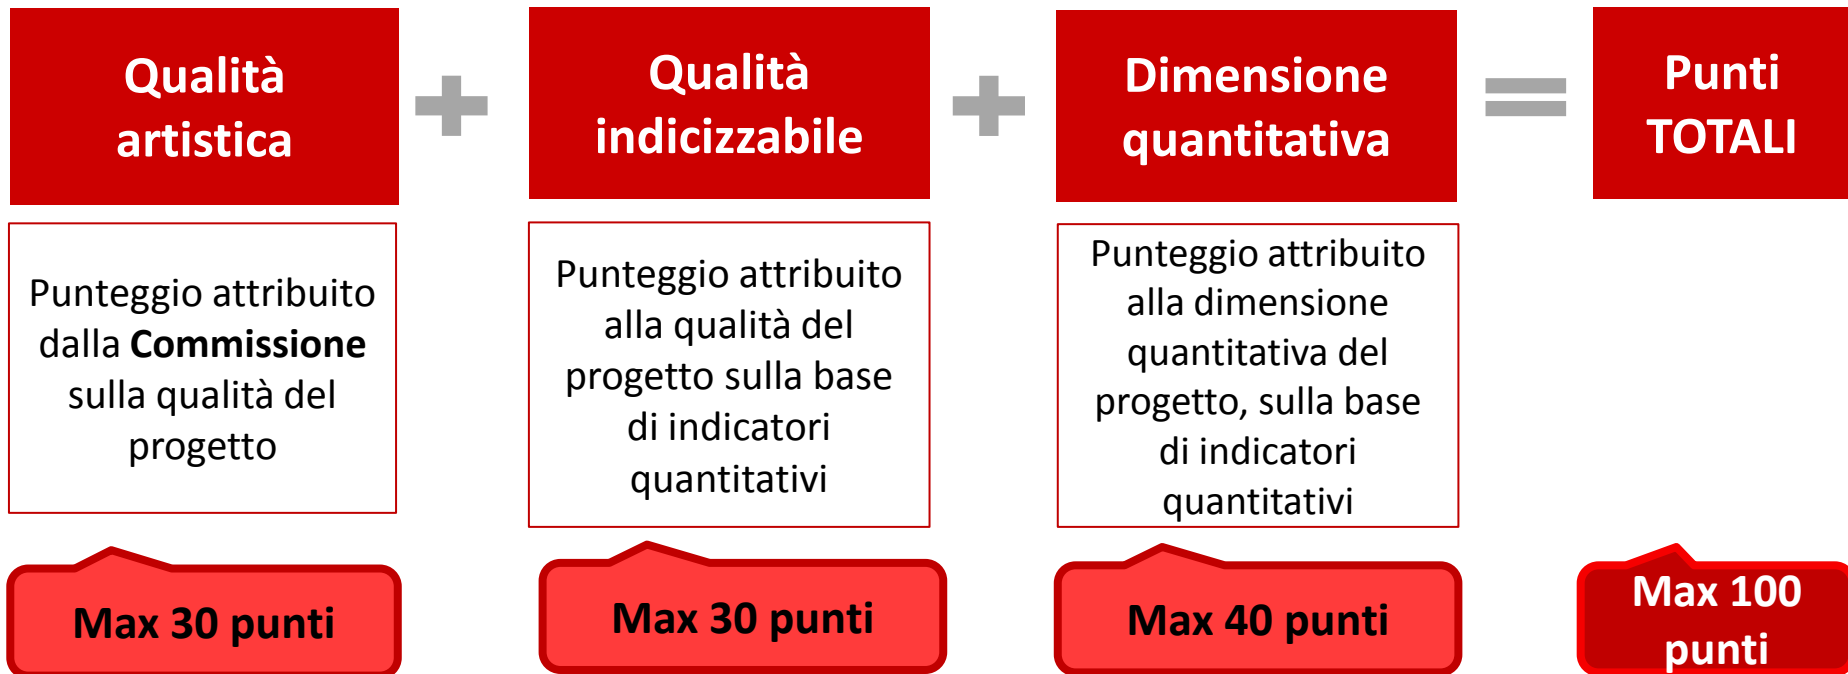 Qualità
artistica
Qualità
indicizzabile
Dimensione
quantitativa
Punti
TOTALI
Punteggio attribuito
dalla Commissione
sulla qualità del
progetto
Punteggio attribuito
alla qualità del
progetto sulla base
di indicatori
quantitativi
Punteggio attribuito
alla dimensione
quantitativa del
progetto, sulla base
di indicatori
quantitativi
Max 30 punti
Max 30 punti
Max 40 punti
Max 100
punti